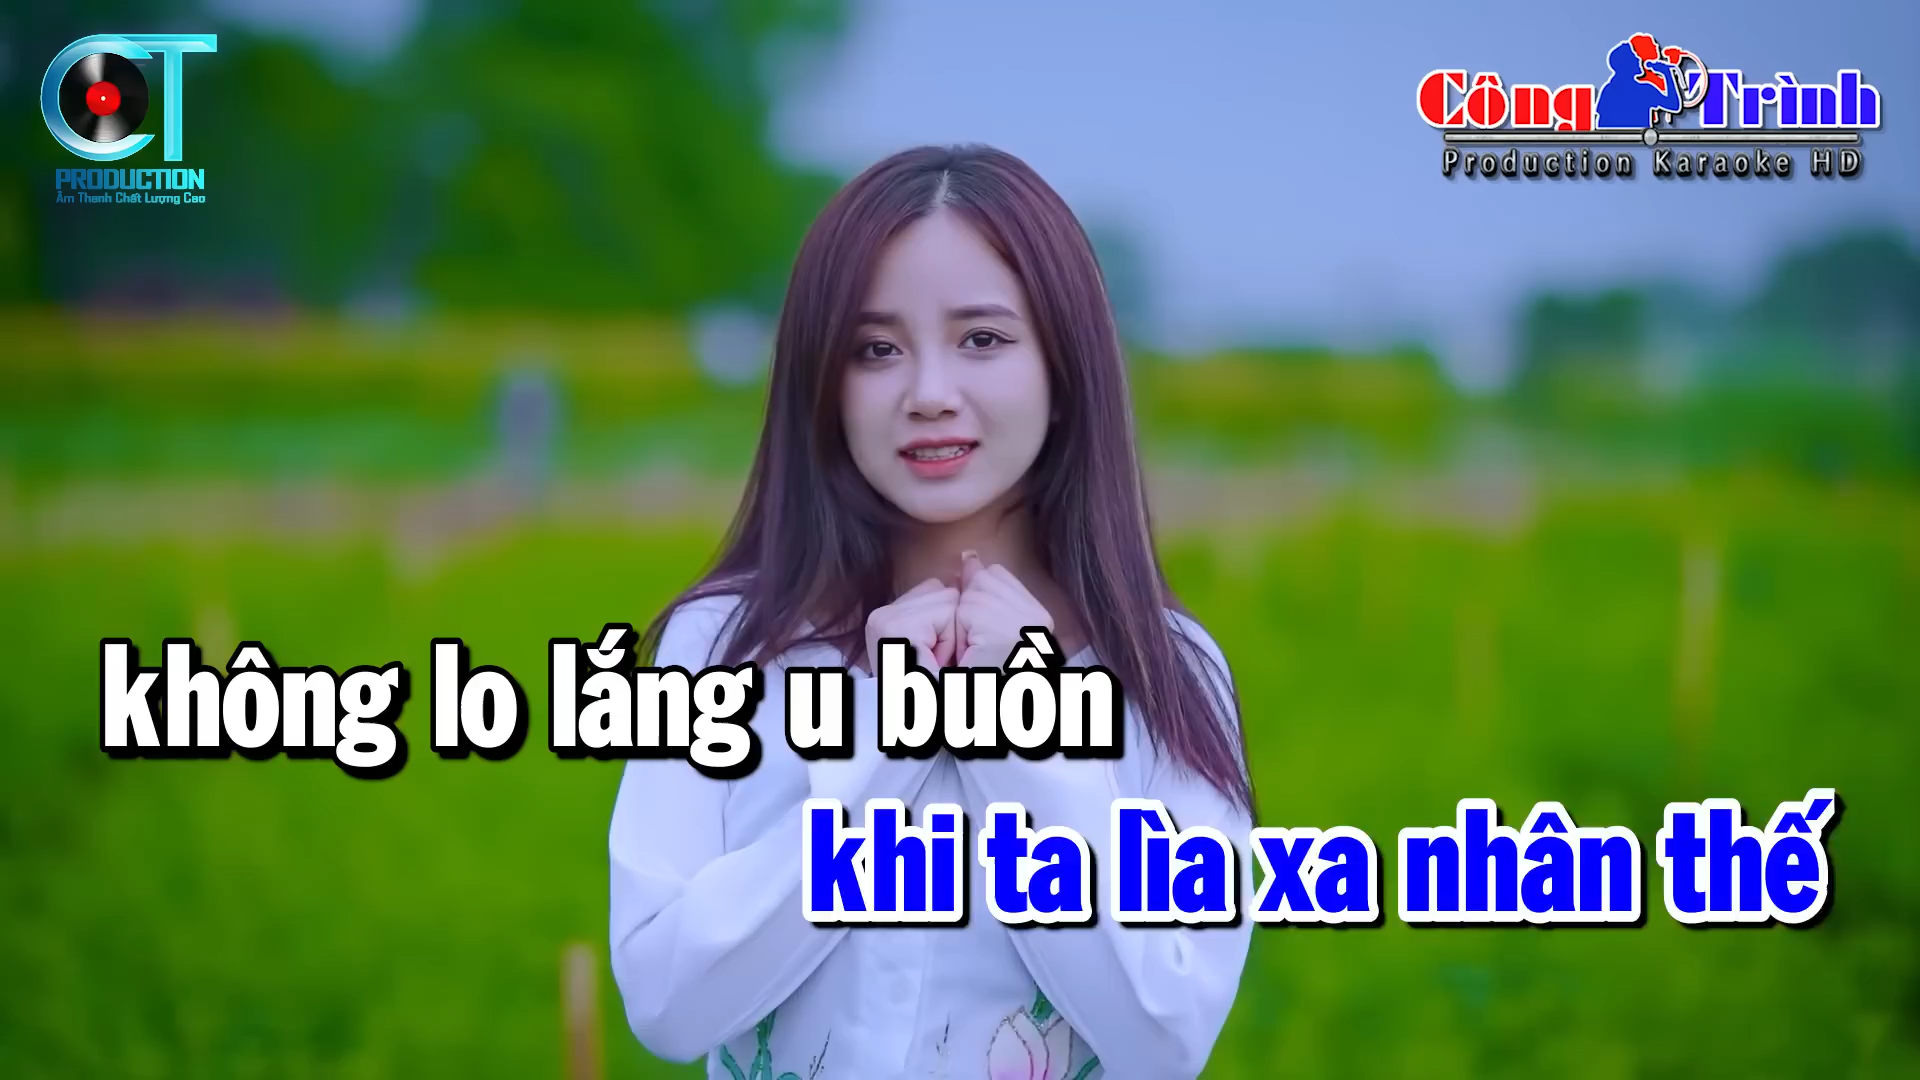 CT
PRODUCTION
Âm Thanh Chất Lượng Cao
Công Trình
Production Karaoke HD
không lo lắng u buồn
khi ta lìa xa nhân thế